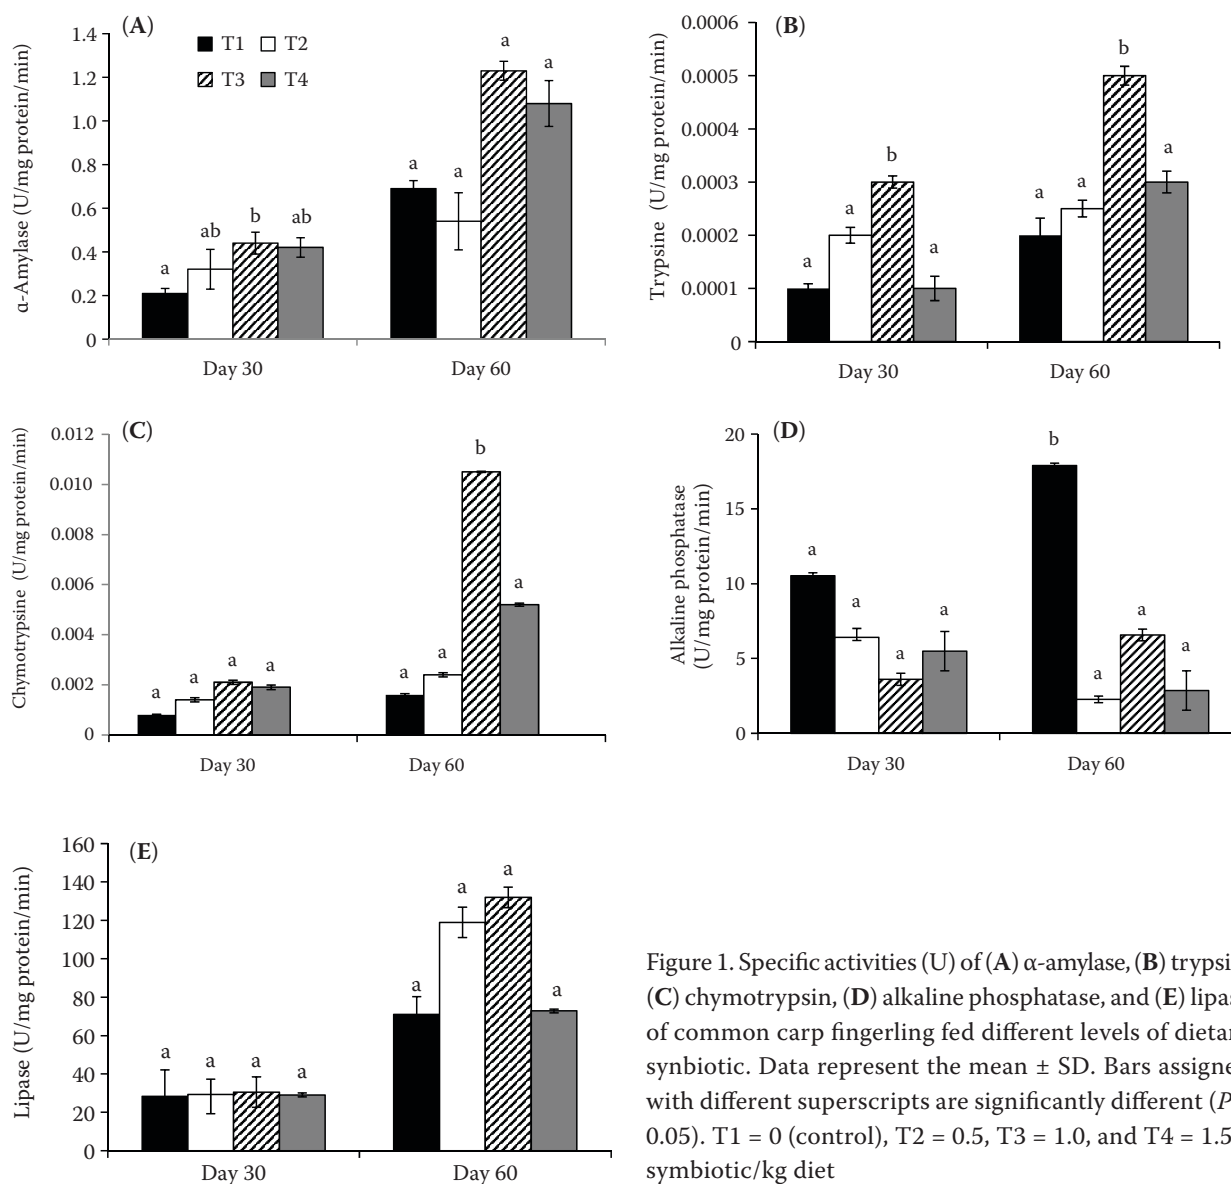 (A)
α-Amylase (U/mg protein/min)
1.4
1.2
1.0
0.8
0.6
0.4
0.2
0
T1 T2
T3 T4
a ab b ab
a a a a
Day 30 Day 60
(B)
Trypsine (U/mg protein/min)
0.0006
0.0005
0.0004
0.0003
0.0002
0.0001
0
a a b a
a a b a
Day 30 Day 60
(C)
Chymotrypsine (U/mg protein/min)
0.012
0.010
0.008
0.006
0.004
0.002
0
a a a a
a a b a
Day 30 Day 60
(D)
Alkaline phosphatase
(U/mg protein/min)
20
15
10
5
0
a a a a
b a a a
Day 30 Day 60
(E)
Lipase (U/mg protein/min)
160
140
120
100
80
60
40
20
0
a a a a
a a a a
Day 30 Day 60
Figure 1. Specific activities (U) of (A) α-amylase, (B) trypsi
(C) chymotrypsin, (D) alkaline phosphatase, and (E) lipas
of common carp fingerling fed different levels of dietar
synbiotic. Data represent the mean ± SD. Bars assigne
with different superscripts are significantly different (P
0.05). T1 = 0 (control), T2 = 0.5, T3 = 1.0, and T4 = 1.5
symbiotic/kg diet